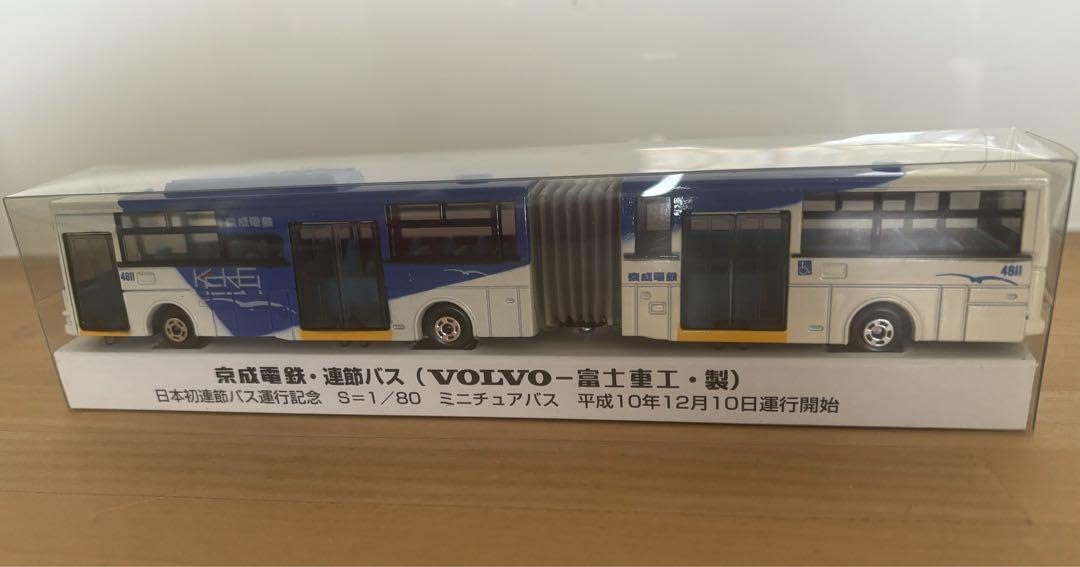 京成電鉄
4811
KeiSEI
京成電鉄
4811
京成電鉄・連節バス（VOLVO－富士重工・製）
日本初連節バス運行記念 S＝1/80 ミニチュアバス 平成10年12月10日運行開始